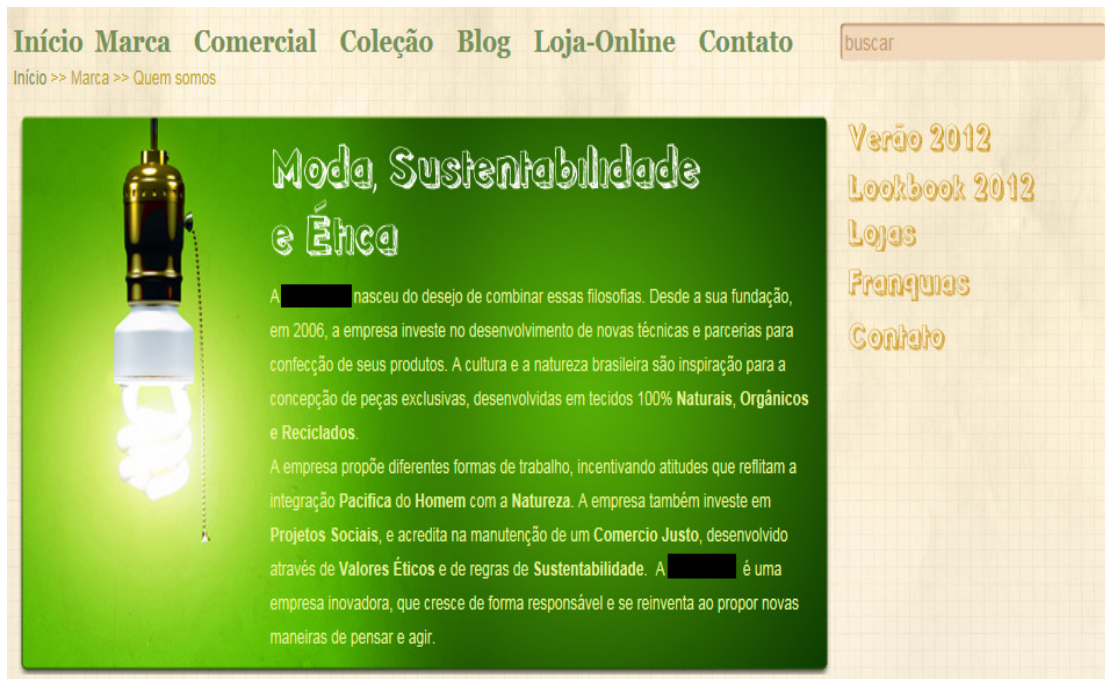 Início Marca Comercial Coleção Blog Loja-Online Contato
buscar
Início >> Marca >> Quem somos
Moda, Sustentabilidade
e Ética
A nasceu do desejo de combinar essas filosofias. Desde a sua fundação,
em 2006, a empresa investe no desenvolvimento de novas técnicas e parcerias para
confecção de seus produtos. A cultura e a natureza brasileira são inspiração para a
concepção de peças exclusivas, desenvolvidas em tecidos 100% Naturais, Orgânicos
e Reciclados.
A empresa propõe diferentes formas de trabalho, incentivando atitudes que reflitam a
integração Pacifica do Homem com a Natureza. A empresa também investe em
Projetos Sociais, e acredita na manutenção de um Comercio Justo, desenvolvido
através de Valores Éticos e de regras de Sustentabilidade. A é uma
empresa inovadora, que cresce de forma responsável e se reinventa ao propor novas
maneiras de pensar e agir.
Verão 2012
Lookbook 2012
Lojas
Franquias
Contato